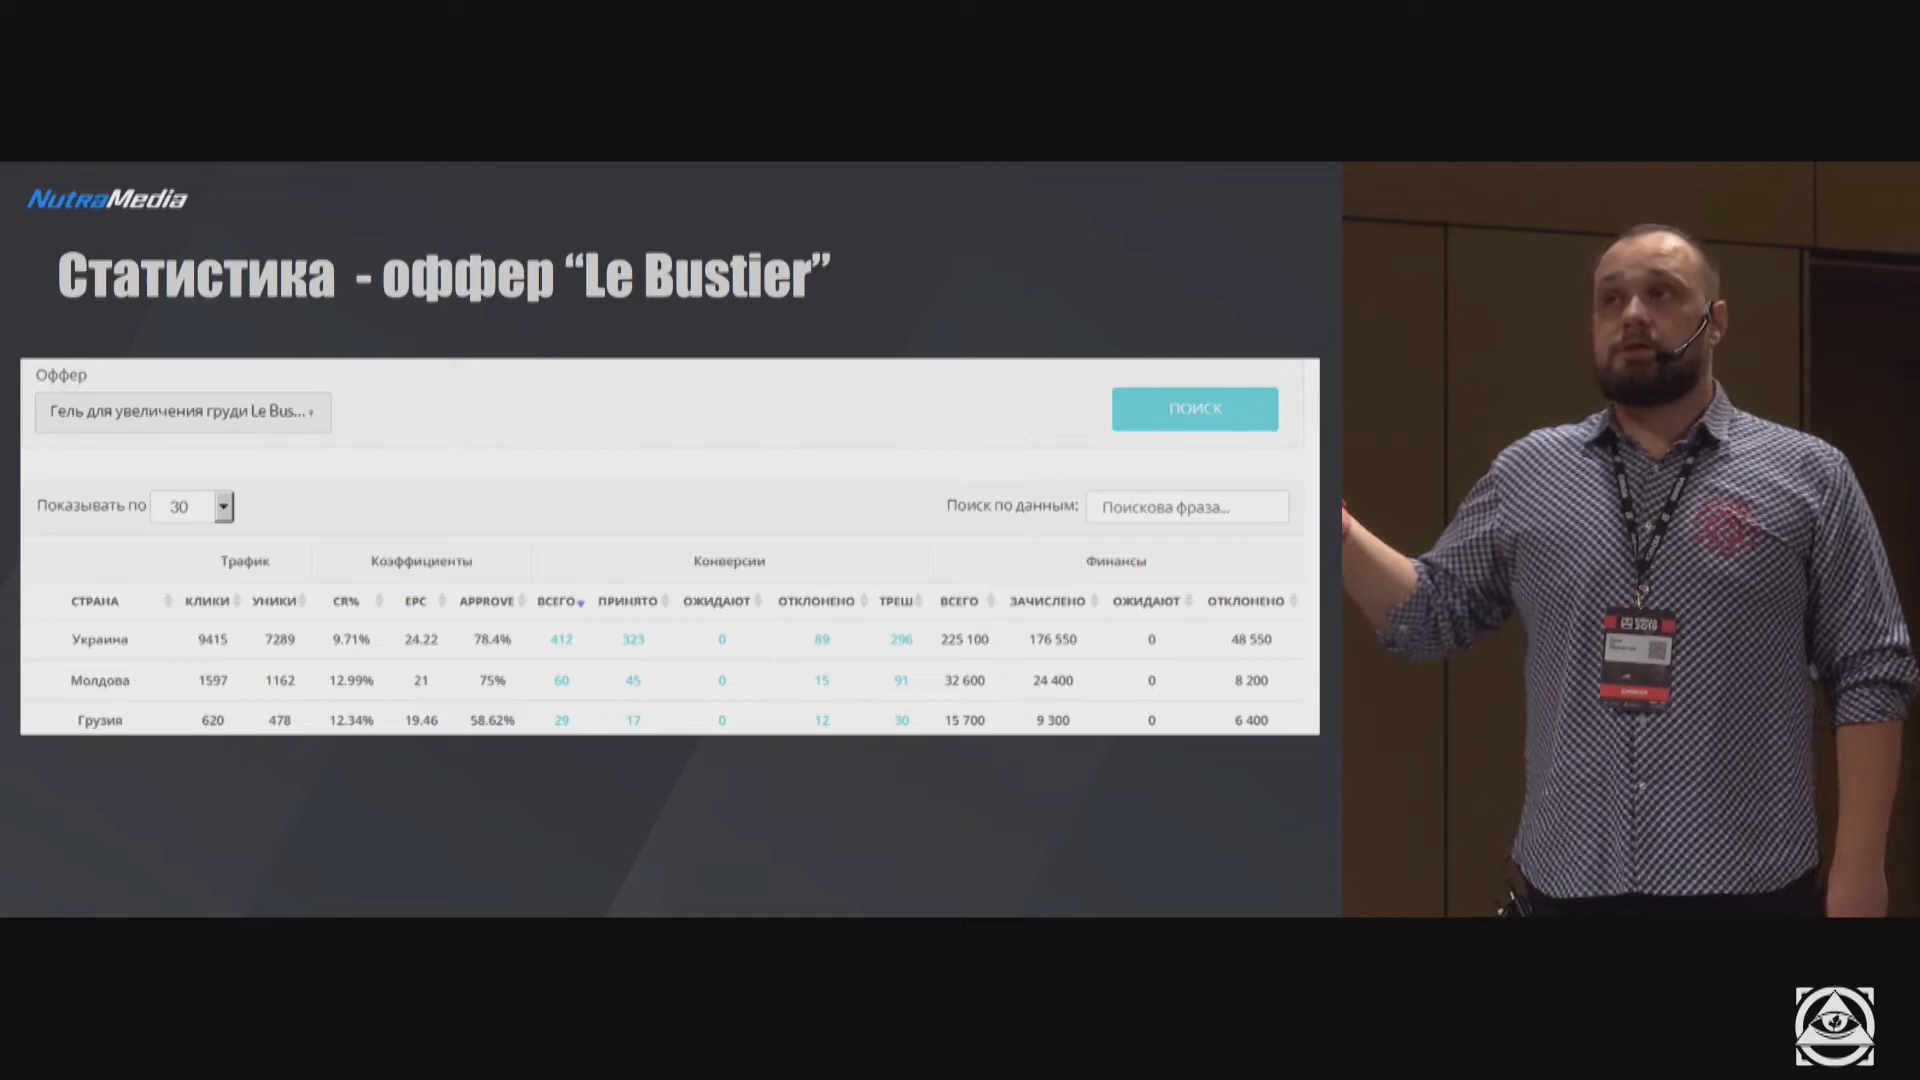 NutraMedia
Статистика - оффер “Le Bustier”
Оффер
Гель для увеличения груди Le Bus...
ПОИСК
Показывать по 30
Поиск по данным: Поискова фраза...
Трафик Коэффициенты Конверсии Финансы
СТРАНА КЛИКИ УНИКИ CR% EPC APPROVE ВСЕГО ПРИНЯТО ОЖИДАЮТ ОТКЛОНЕНО ТРЕШ ВСЕГО ЗАЧИСЛЕНО ОЖИДАЮТ ОТКЛОНЕНО
Украина 9415 7289 9.71% 24.22 78.4% 412 323 0 89 296 225 100 176 550 0 48 550
Молдова 1597 1162 12.99% 21 75% 60 45 0 15 91 32 600 24 400 0 8 200
Грузия 620 478 12.34% 19.46 58.62% 29 17 0 12 30 15 700 9 300 0 6 400
2019